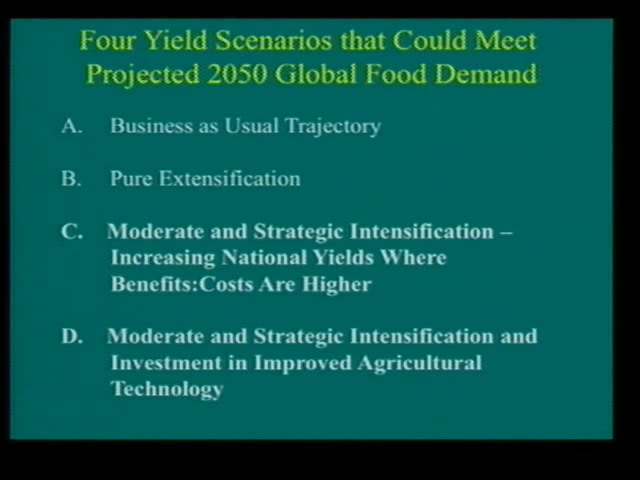 Four Yield Scenarios that Could Meet
Projected 2050 Global Food Demand
A. Business as Usual Trajectory
B. Pure Extensification
C. Moderate and Strategic Intensification –
Increasing National Yields Where
Benefits:Costs Are Higher
D. Moderate and Strategic Intensification and
Investment in Improved Agricultural
Technology